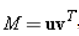 M = uv^T;